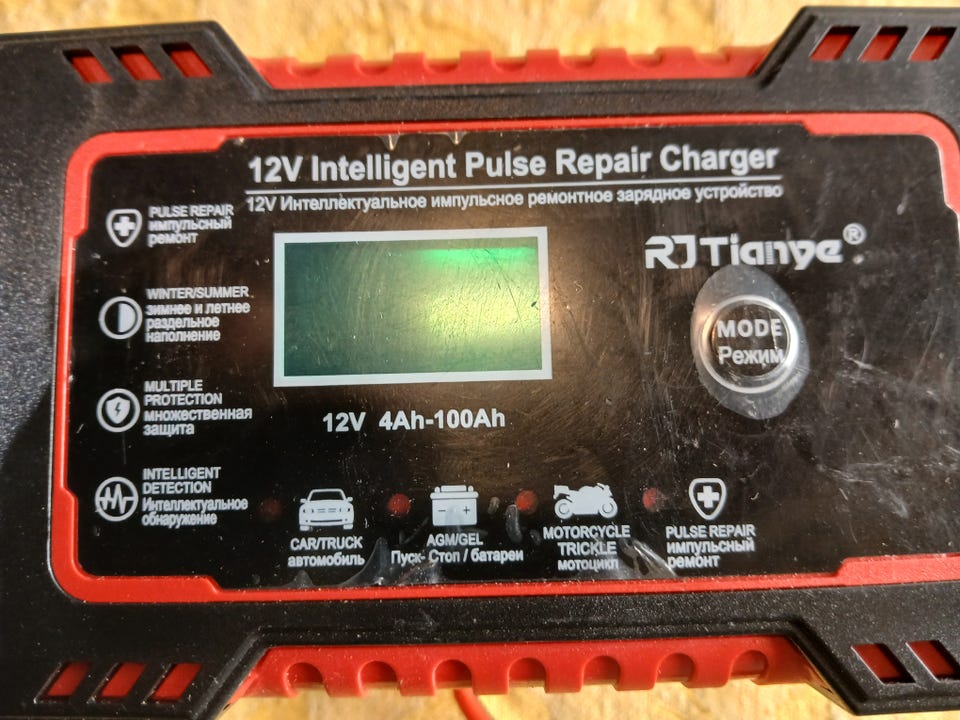 12V Intelligent Pulse Repair Charger
12V Интеллектуальное импульсное ремонтное зарядное устройство
PULSE REPAIR
импульсный
ремонт
RJ Tianye®
WINTER/SUMMER
зимнее и летнее
раздельное
наполнение
MODE
Режим
MULTIPLE
PROTECTION
множественная
защита
12V 4Ah-100Ah
INTELLIGENT
DETECTION
Интеллектуальное
обнаружение
CAR/TRUCK
автомобиль
AGM/GEL
Пуск- Стоп / батареи
MOTORCYCLE
TRICKLE
мотоцикл
PULSE REPAIR
импульсный
ремонт